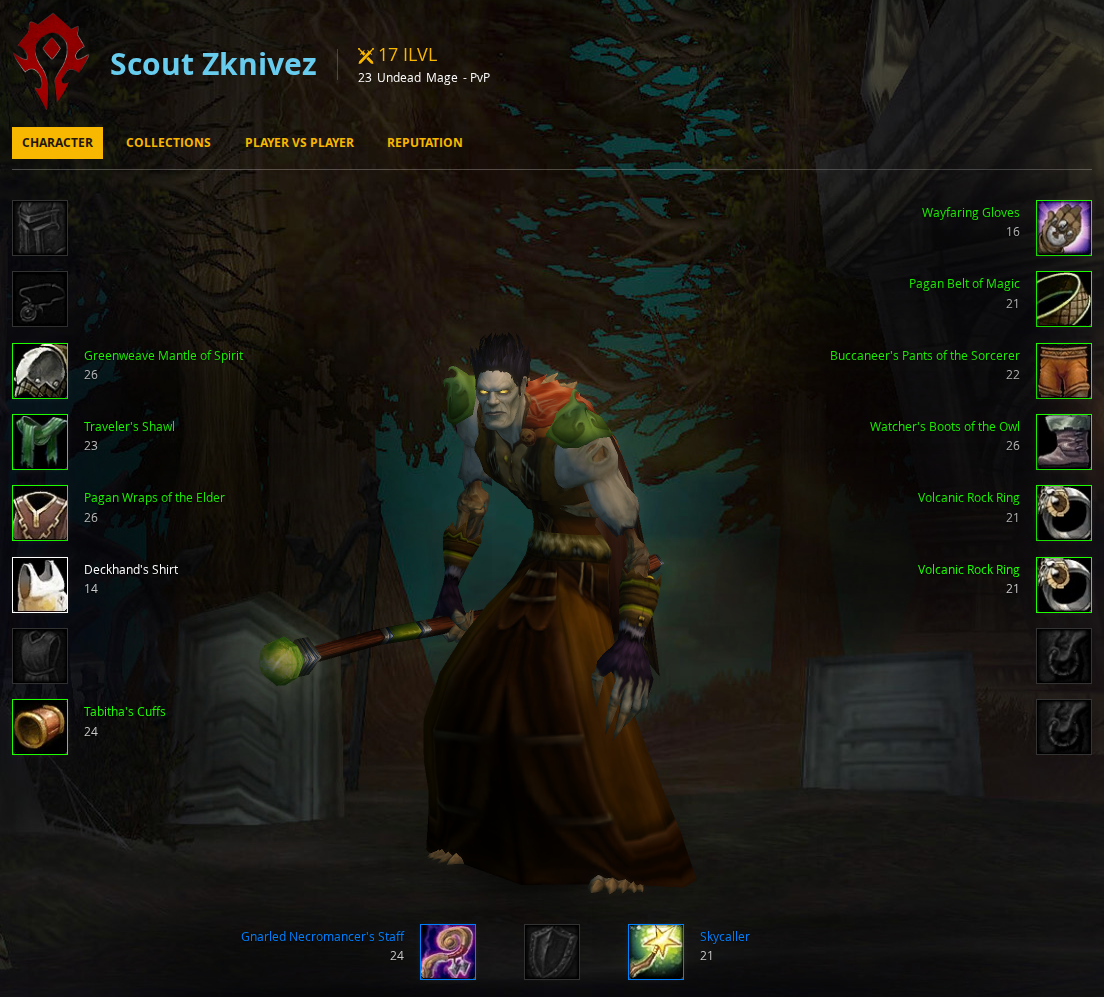 Scout Zknivez
17 ILVL
23 Undead Mage - PvP
CHARACTER
COLLECTIONS
PLAYER VS PLAYER
REPUTATION
Greenweave Mantle of Spirit
26
Traveler's Shawl
23
Pagan Wraps of the Elder
26
Deckhand's Shirt
14
Tabitha's Cuffs
24
Wayfaring Gloves
16
Pagan Belt of Magic
21
Buccaneer's Pants of the Sorcerer
22
Watcher's Boots of the Owl
26
Volcanic Rock Ring
21
Volcanic Rock Ring
21
Gnarled Necromancer's Staff
24
Skycaller
21